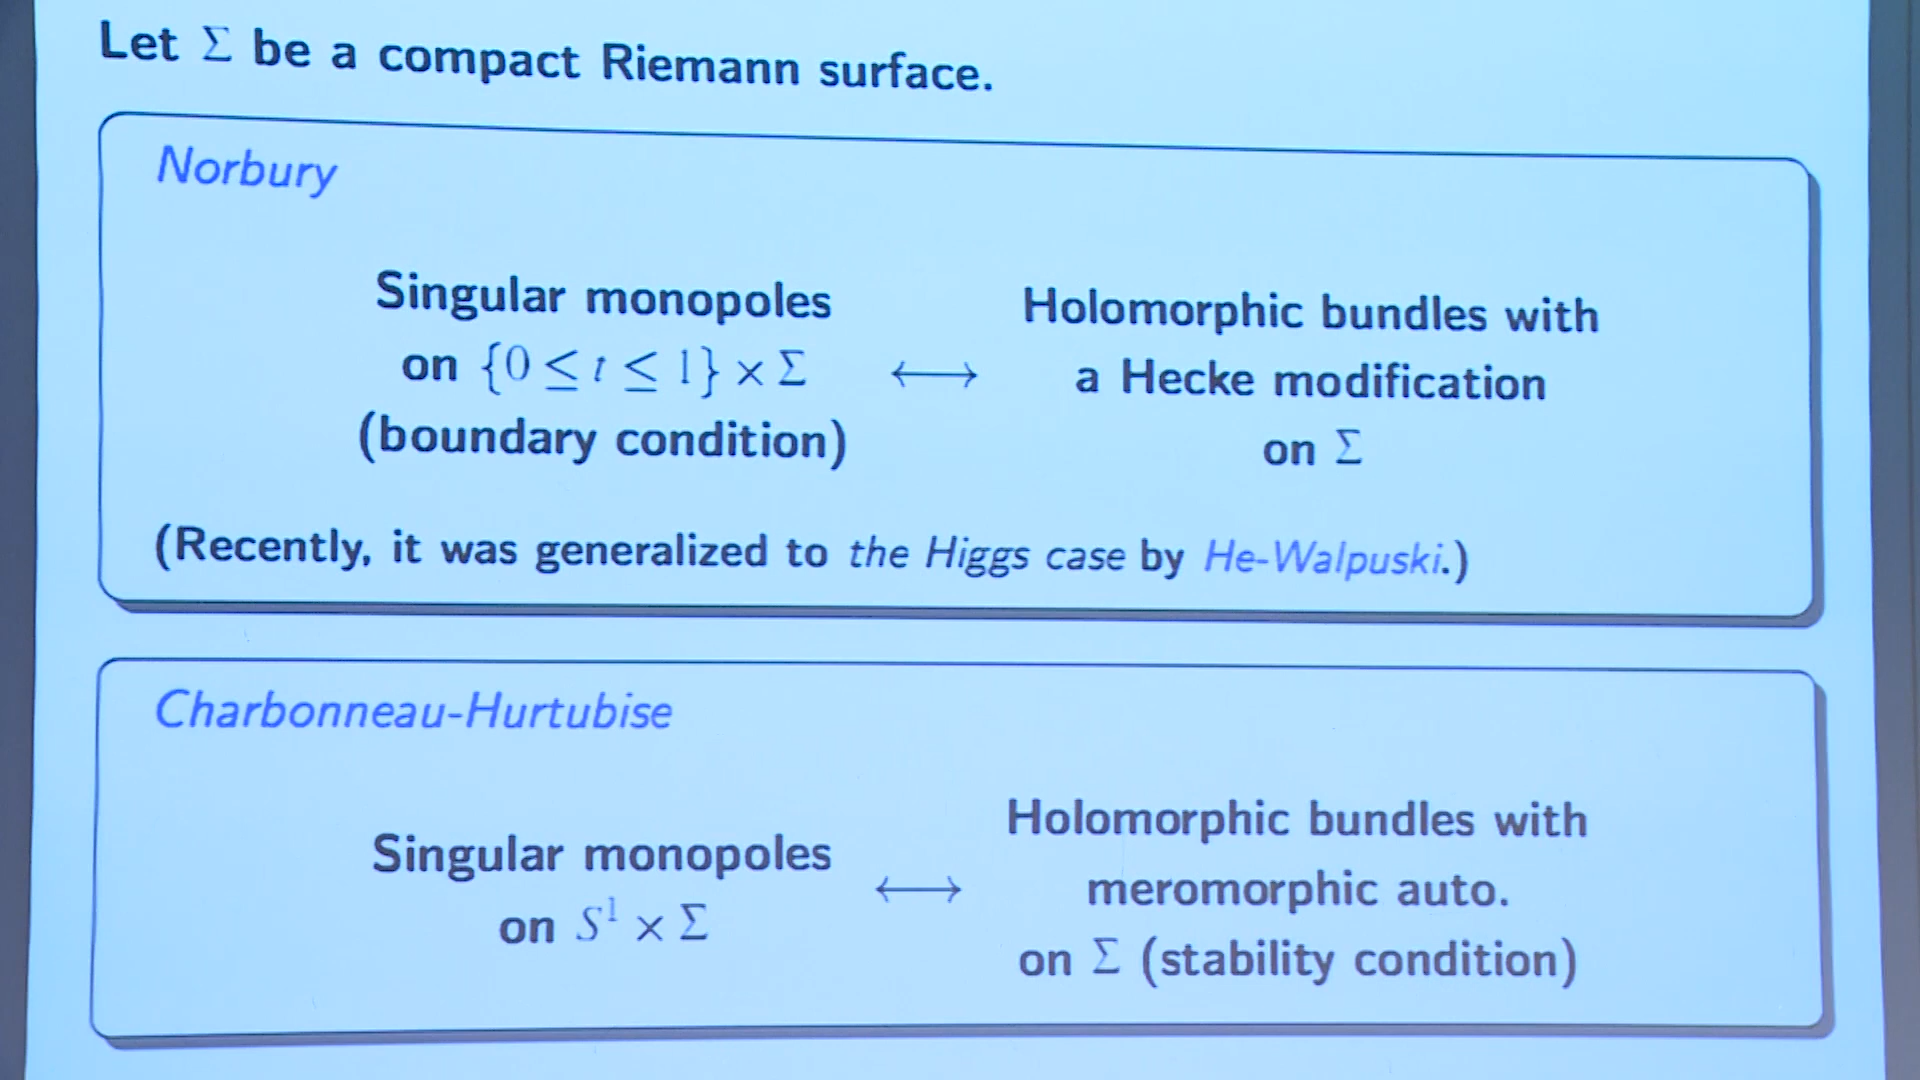 Let Σ be a compact Riemann surface.
Norbury
Singular monopoles
on {0 ≤ t ≤ 1} × Σ
(boundary condition)
⟷
Holomorphic bundles with
a Hecke modification
on Σ
(Recently, it was generalized to the Higgs case by He-Walpuski.)
Charbonneau-Hurtubise
Singular monopoles
on S¹ × Σ
⟷
Holomorphic bundles with
meromorphic auto.
on Σ (stability condition)